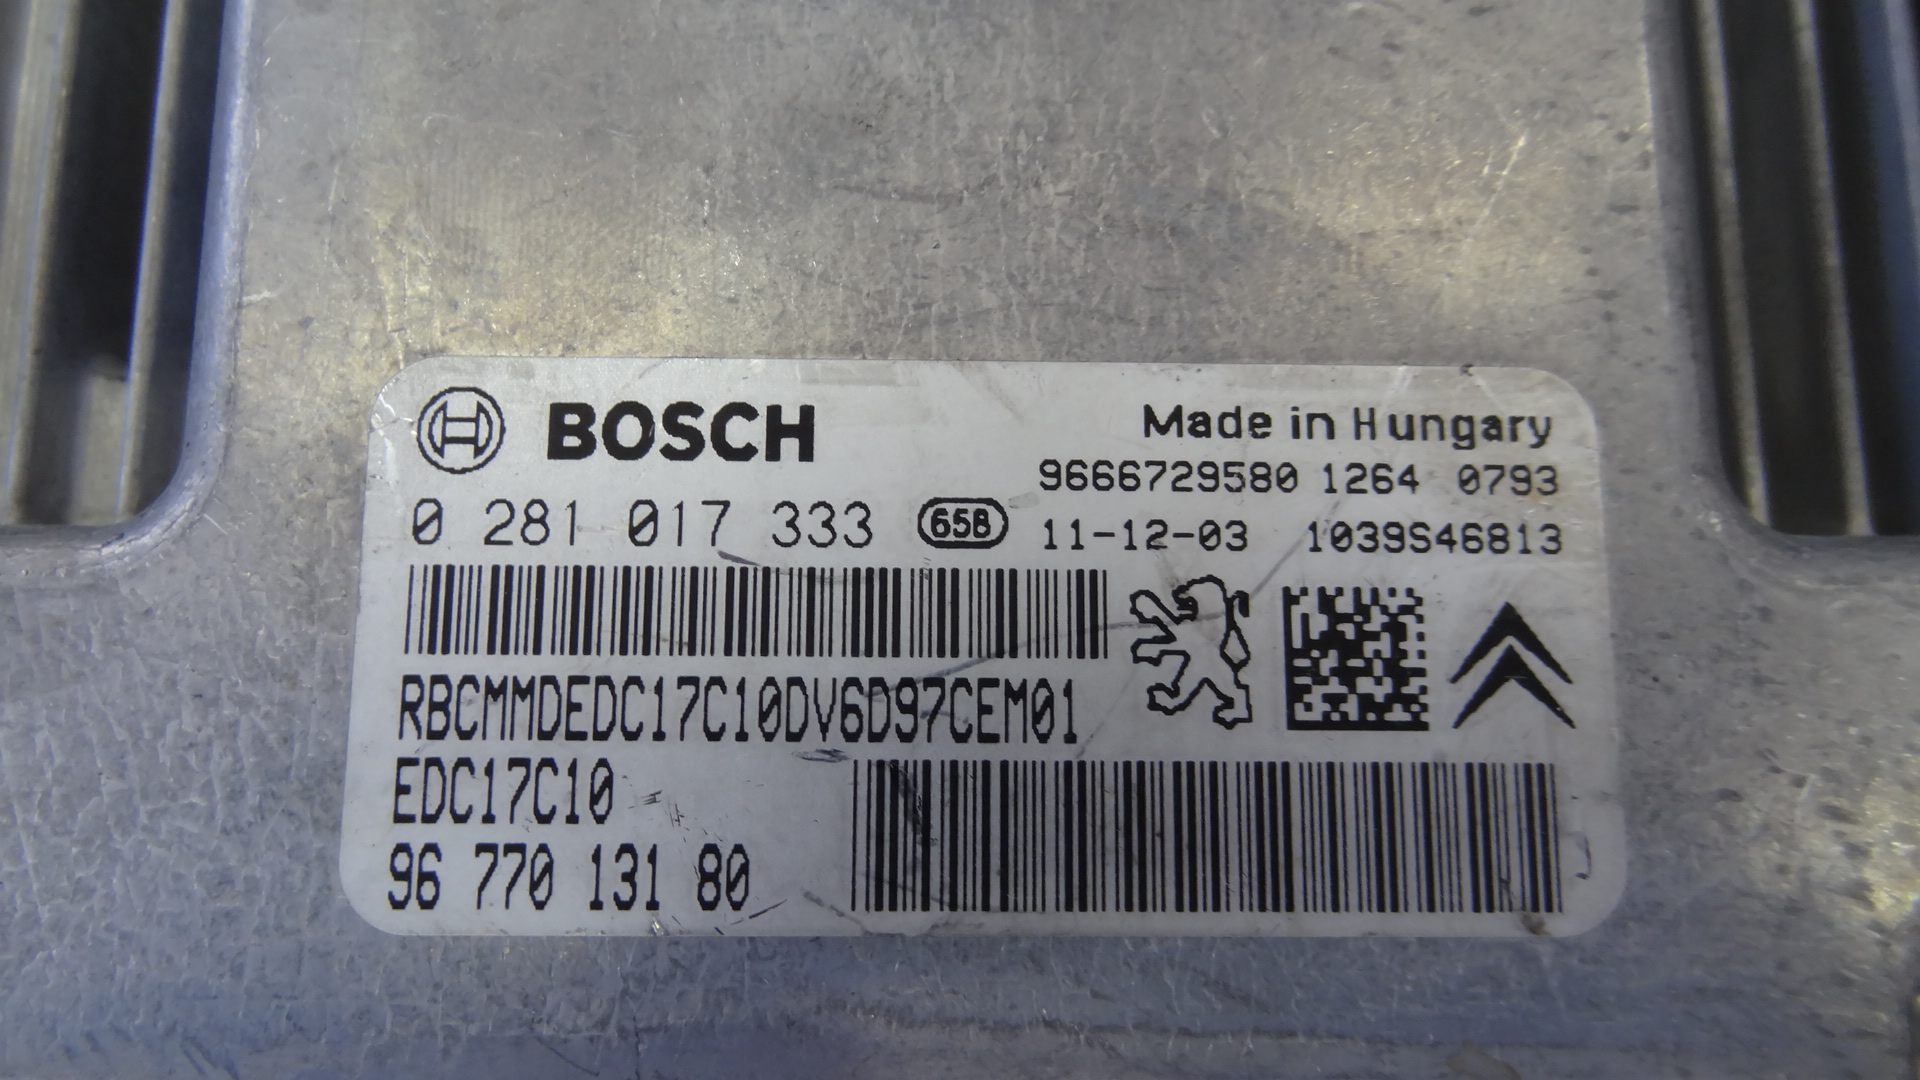 BOSCH
Made in Hungary
9666729580 1264 0793
0 281 017 333 65B
11-12-03 1039S46813
RBCMMDEDC17C10DV6D97CEM01
EDC17C10
96 770 131 80